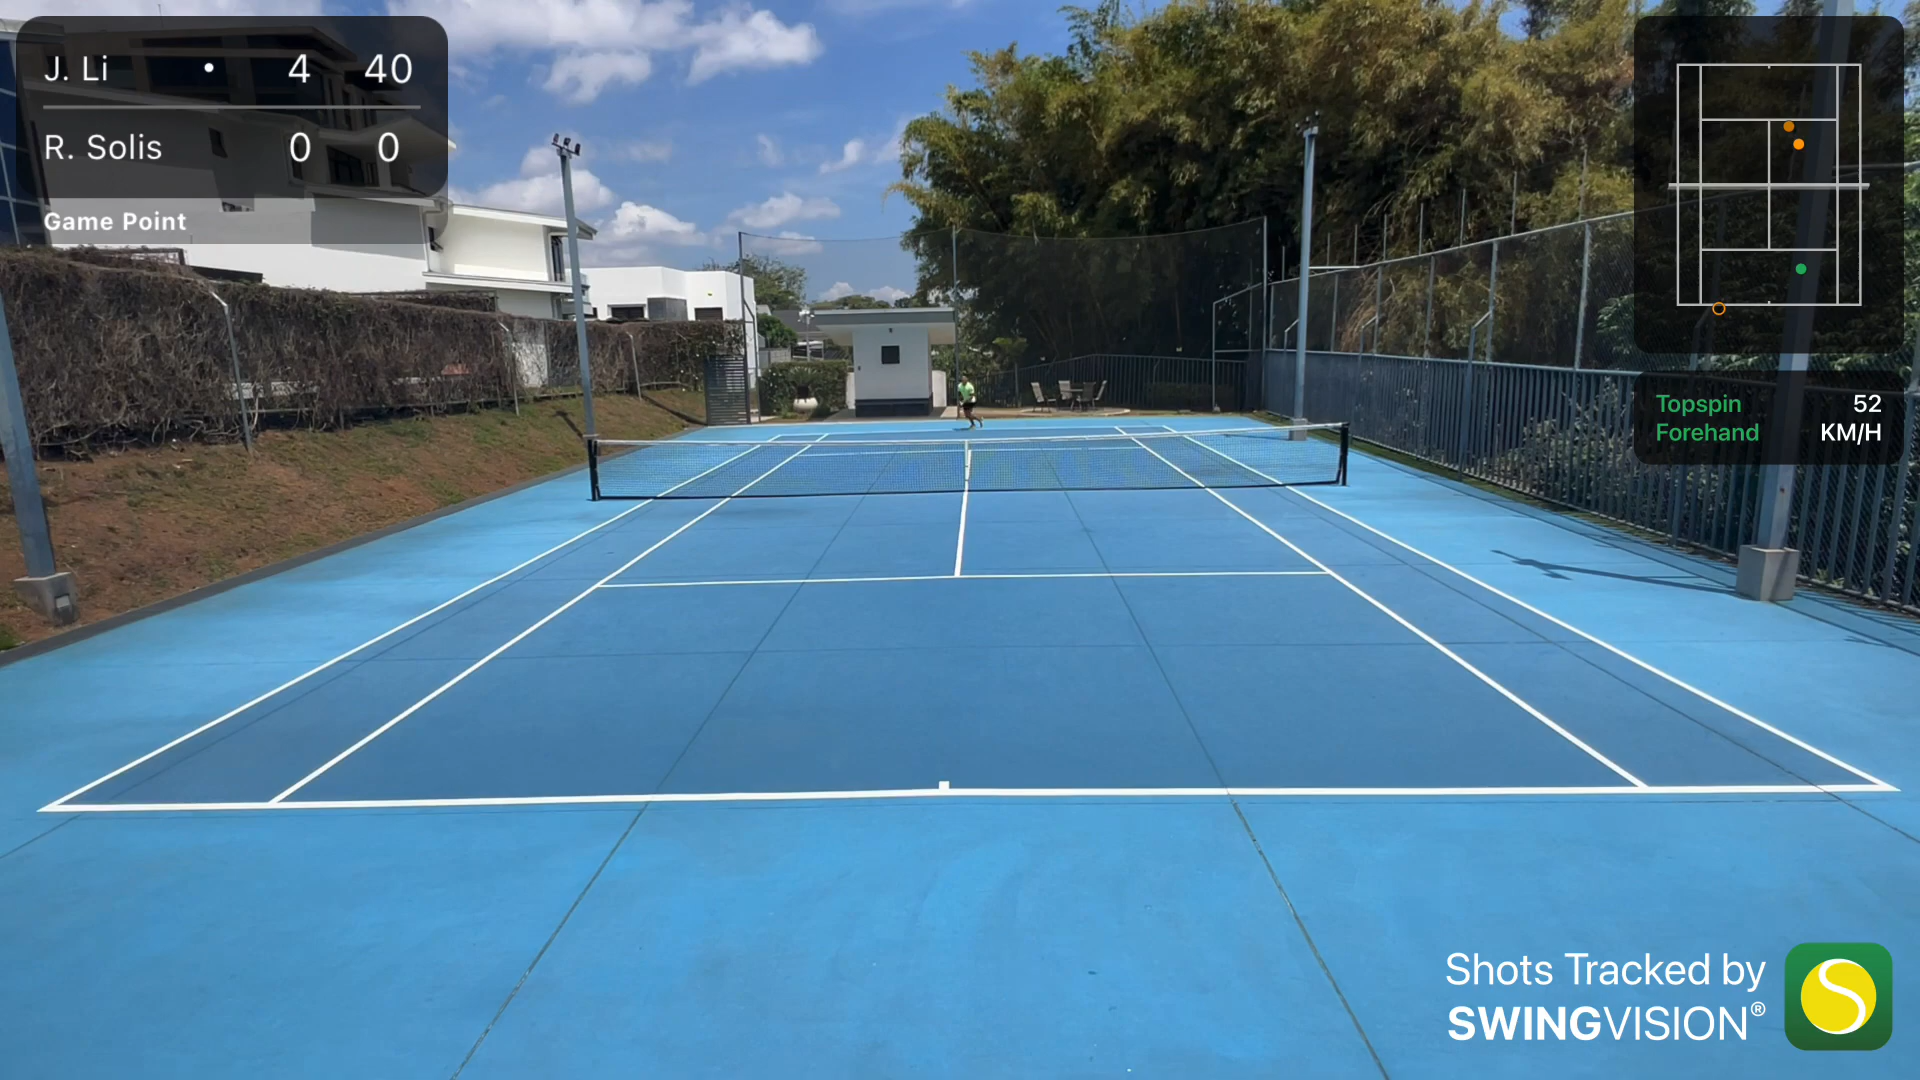 J. Li • 4 40
R. Solis 0 0
Game Point
Topspin 52
Forehand KM/H
Shots Tracked by
SWINGVISION®